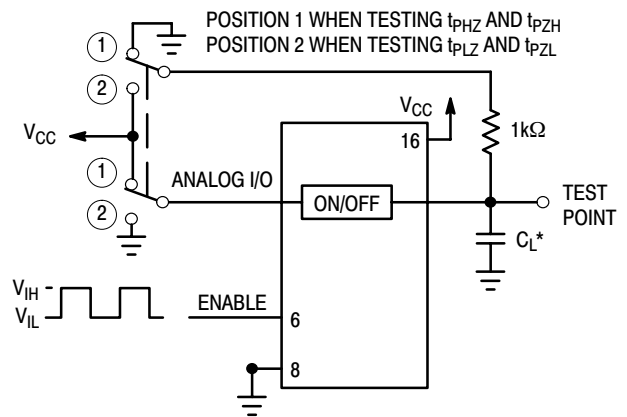 POSITION 1 WHEN TESTING tPHZ AND tPZH
POSITION 2 WHEN TESTING tPLZ AND tPZL
1
2
VCC
VCC
16
1kΩ
1
2
ANALOG I/O
ON/OFF
TEST
POINT
CL*
VIH
VIL
ENABLE
6
8